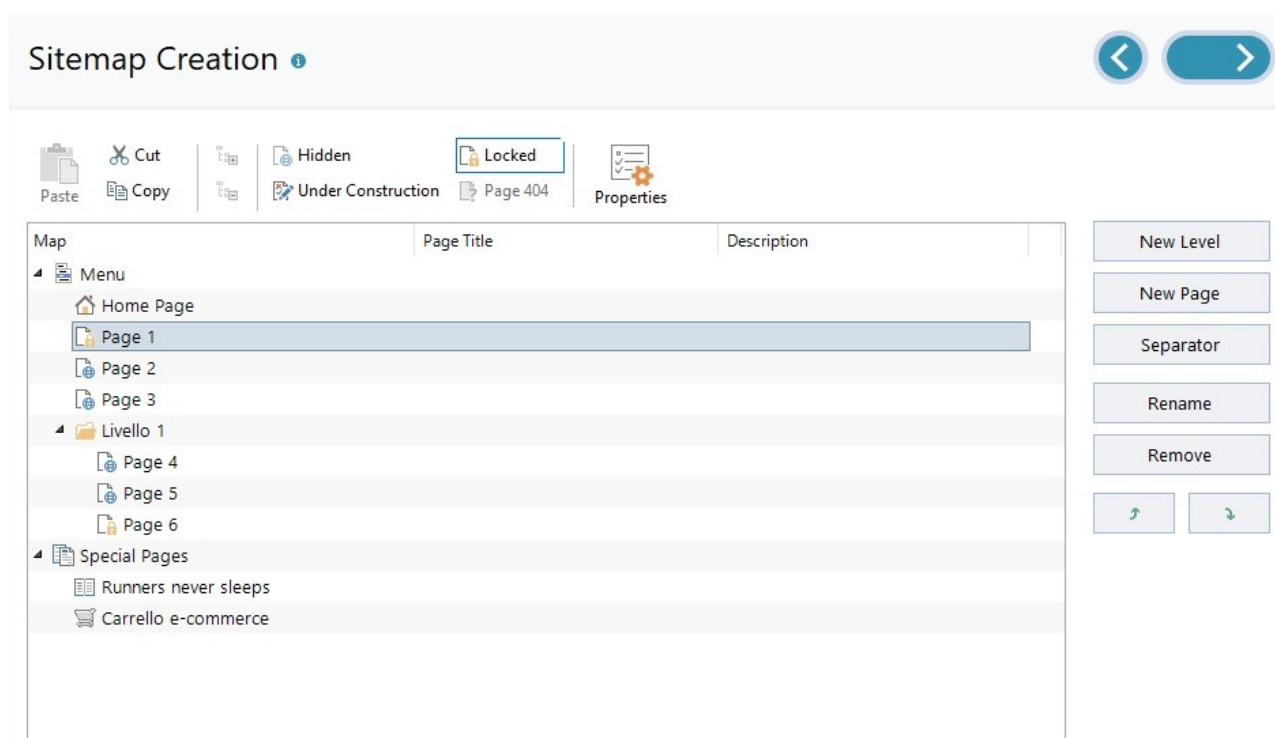 Sitemap Creation
Cut Hidden Locked
Paste Copy Under Construction Page 404 Properties
Map Page Title Description New Level
Menu
Home Page New Page
Page 1 Separator
Page 2
Page 3 Rename
Livello 1
Page 4 Remove
Page 5
Page 6
Special Pages
Runners never sleeps
Carrello e-commerce